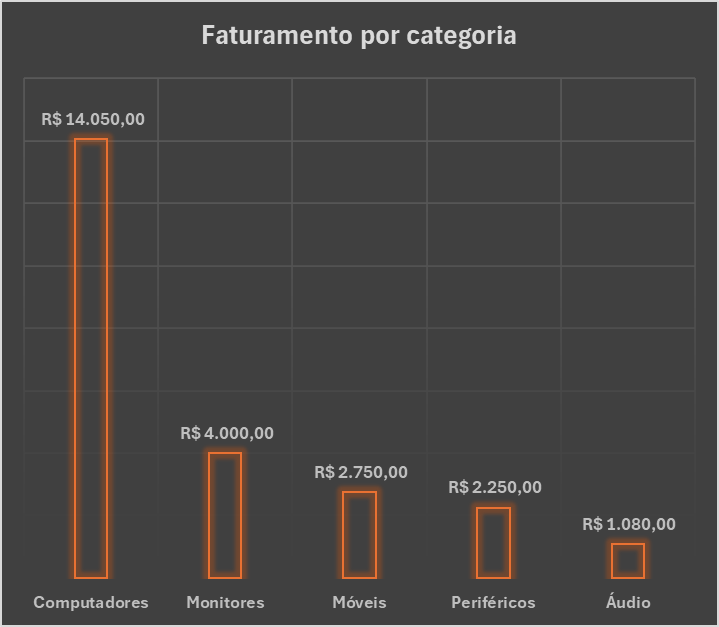 Faturamento por categoria
R$ 14.050,00
R$ 4.000,00
R$ 2.750,00
R$ 2.250,00
R$ 1.080,00
Computadores Monitores Móveis Periféricos Áudio